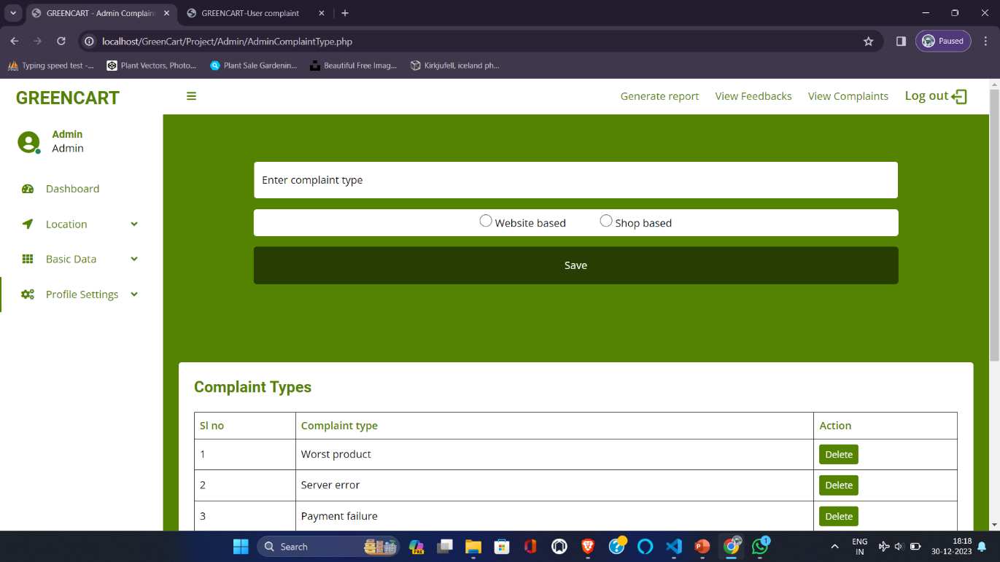 GREENCART - Admin Complain
GREENCART-User complaint
localhost/GreenCart/Project/Admin/AdminComplaintType.php
Paused
Typing speed test -...
Plant Vectors, Photo...
Plant Sale Gardenin...
Beautiful Free Imag...
Kirkjufell, iceland ph...
GREENCART
Generate report
View Feedbacks
View Complaints
Log out
Admin
Admin
Dashboard
Location
Basic Data
Profile Settings
Enter complaint type
Website based
Shop based
Save
Complaint Types
Sl no Complaint type Action
1 Worst product Delete
2 Server error Delete
3 Payment failure Delete
Search
PRE
1
ENG
IN
18:18
30-12-2023